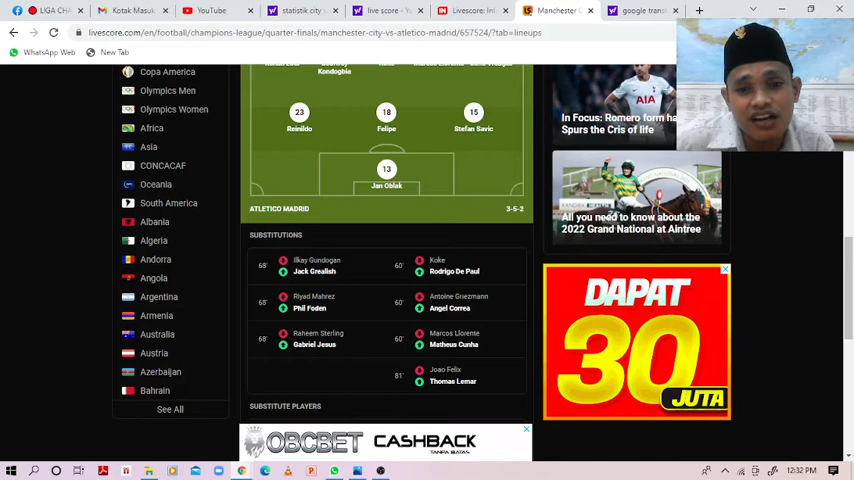 LIGA CHA
Kotak Masuk
YouTube
statistik city v
live score - Y
Livescore: In
Manchester C
google trans
livescore.com/en/football/champions-league/quarter-finals/manchester-city-vs-atletico-madrid/657524/?tab=lineups
WhatsApp Web
New Tab
Copa America
Olympics Men
Olympics Women
Africa
Asia
CONCACAF
Oceania
South America
Albania
Algeria
Andorra
Angola
Argentina
Armenia
Australia
Austria
Azerbaijan
Bahrain
See All
Kondogbia
23
Reinildo
18
Felipe
15
Stefan Savic
13
Jan Oblak
ATLETICO MADRID
3-5-2
SUBSTITUTIONS
68'
Ilkay Gundogan
Jack Grealish
60'
Koke
Rodrigo De Paul
68'
Riyad Mahrez
Phil Foden
60'
Antoine Griezmann
Angel Correa
68'
Raheem Sterling
Gabriel Jesus
60'
Marcos Llorente
Matheus Cunha
81'
Joao Felix
Thomas Lemar
SUBSTITUTE PLAYERS
OBCBET CASHBACK
TANPA BATAS
AIA
In Focus: Romero form ha
Spurs the Cris of life
All you need to know about the
2022 Grand National at Aintree
DAPAT
30
JUTA
12:32 PM